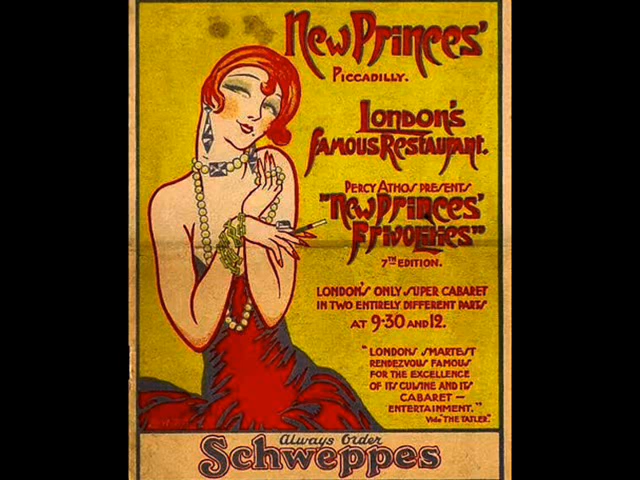 New Princes'
PICCADILLY.
LONDON'S
FAMOUS RESTAURANT.
PERCY ATHOS PRESENTS
"NEW PRINCES'
FRIVOLITIES"
7TH EDITION.
LONDON'S ONLY SUPER CABARET
IN TWO ENTIRELY DIFFERENT PARTS
AT 9-30 AND 12.
"LONDONS SMARTEST
RENDEZVOUS FAMOUS
FOR THE EXCELLENCE
OF ITS CUISINE AND ITS
CABARET —
ENTERTAINMENT."
Vide "THE TATLER."
Always Order
Schweppes